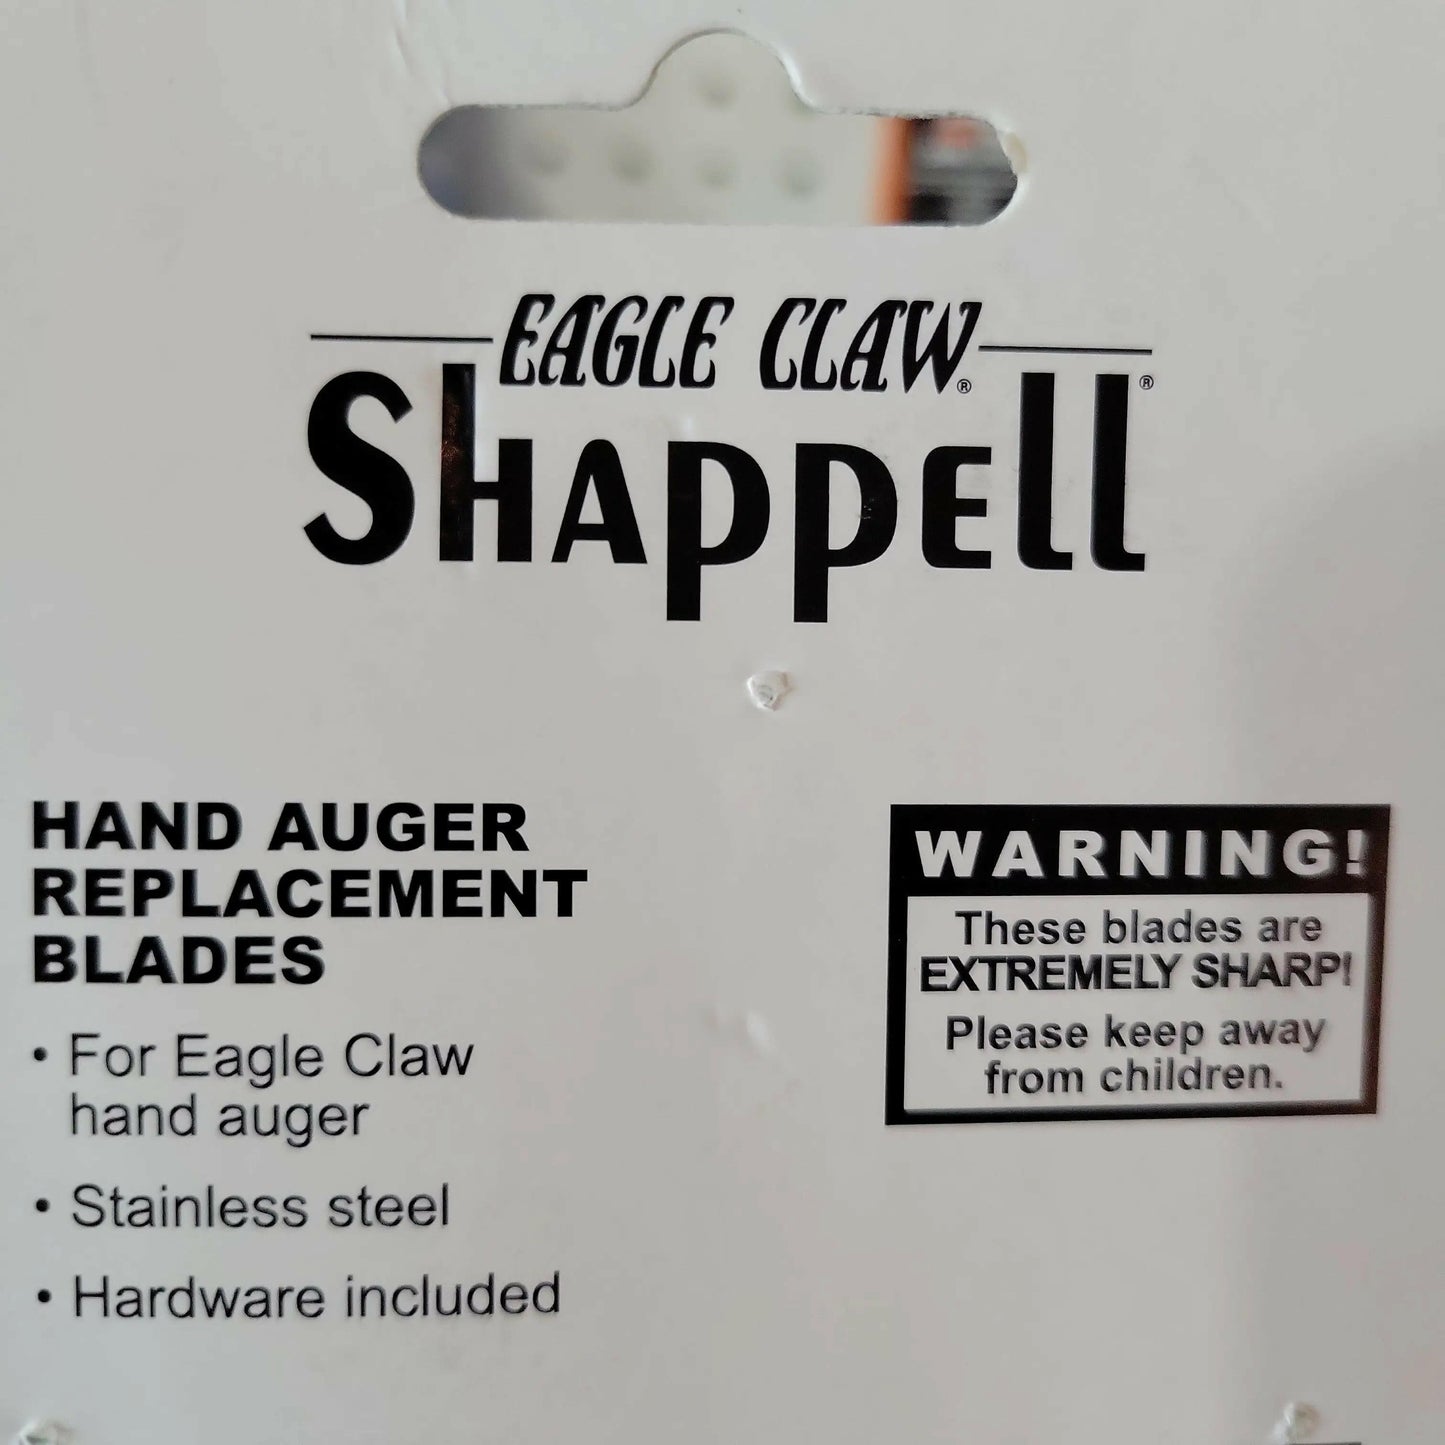 EAGLE CLAW®
Shappell®
HAND AUGER
REPLACEMENT
BLADES
• For Eagle Claw
hand auger
• Stainless steel
• Hardware included
WARNING!
These blades are
EXTREMELY SHARP!
Please keep away
from children.